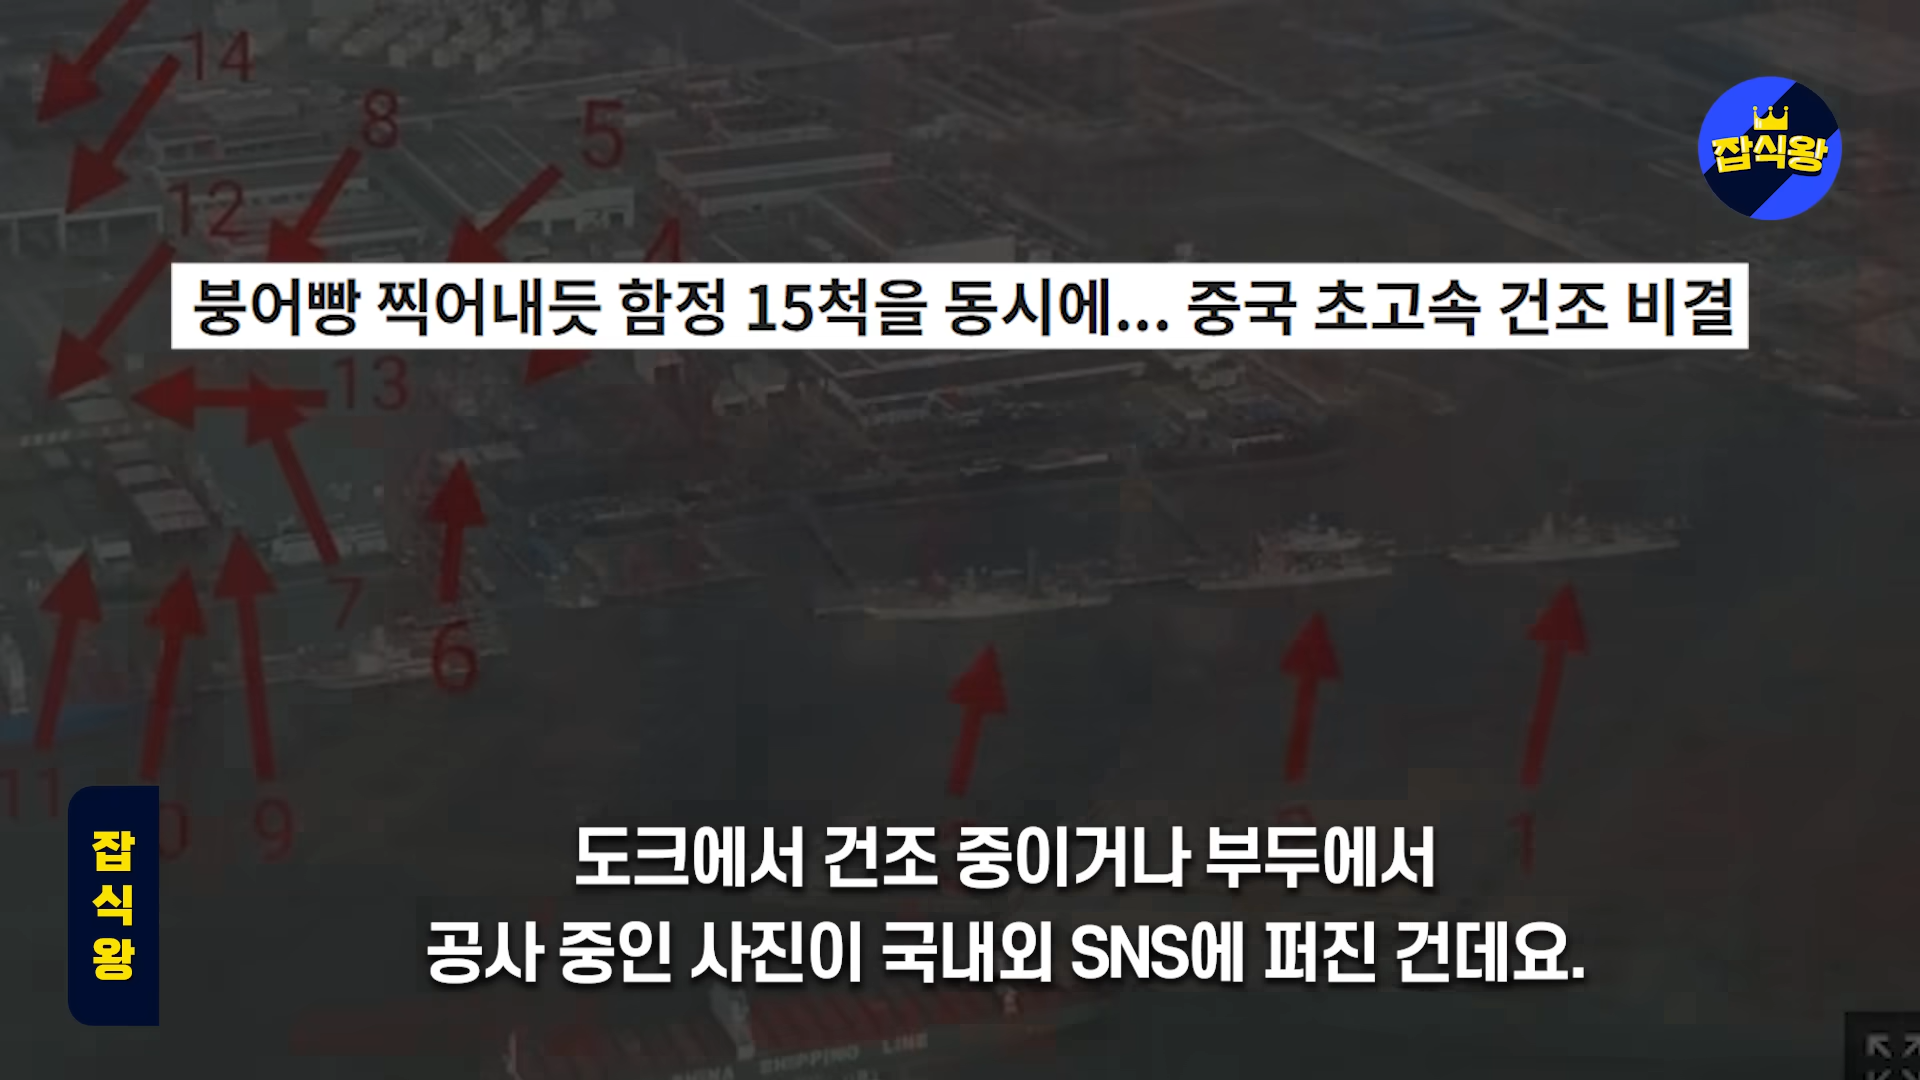 14
8
5
잡식왕
12
4
붕어빵 찍어내듯 함정 15척을 동시에... 중국 초고속 건조 비결
13
7
6
11
9
1
잡식왕
도크에서 건조 중이거나 부두에서
공사 중인 사진이 국내외 SNS에 퍼진 건데요.
CHINA SHIPPING LINE